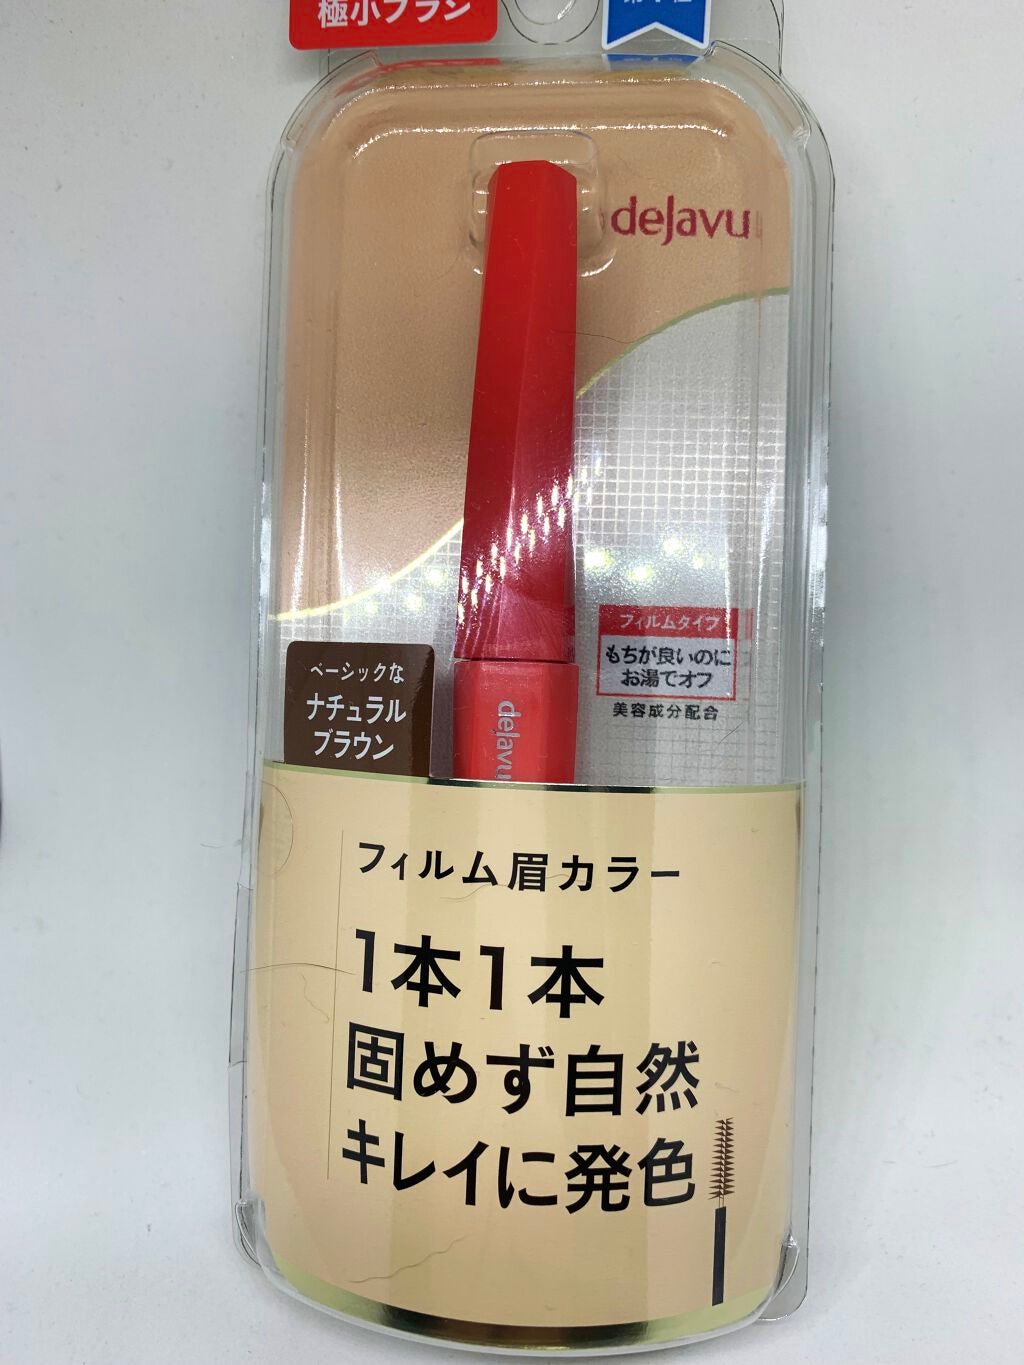 極小ブラシ
dejavu
フィルムタイプ
もちが良いのに
お湯でオフ
美容成分配合
ベーシックな
ナチュラル
ブラウン
dejavu
フィルム眉カラー
1本1本
固めず自然
キレイに発色